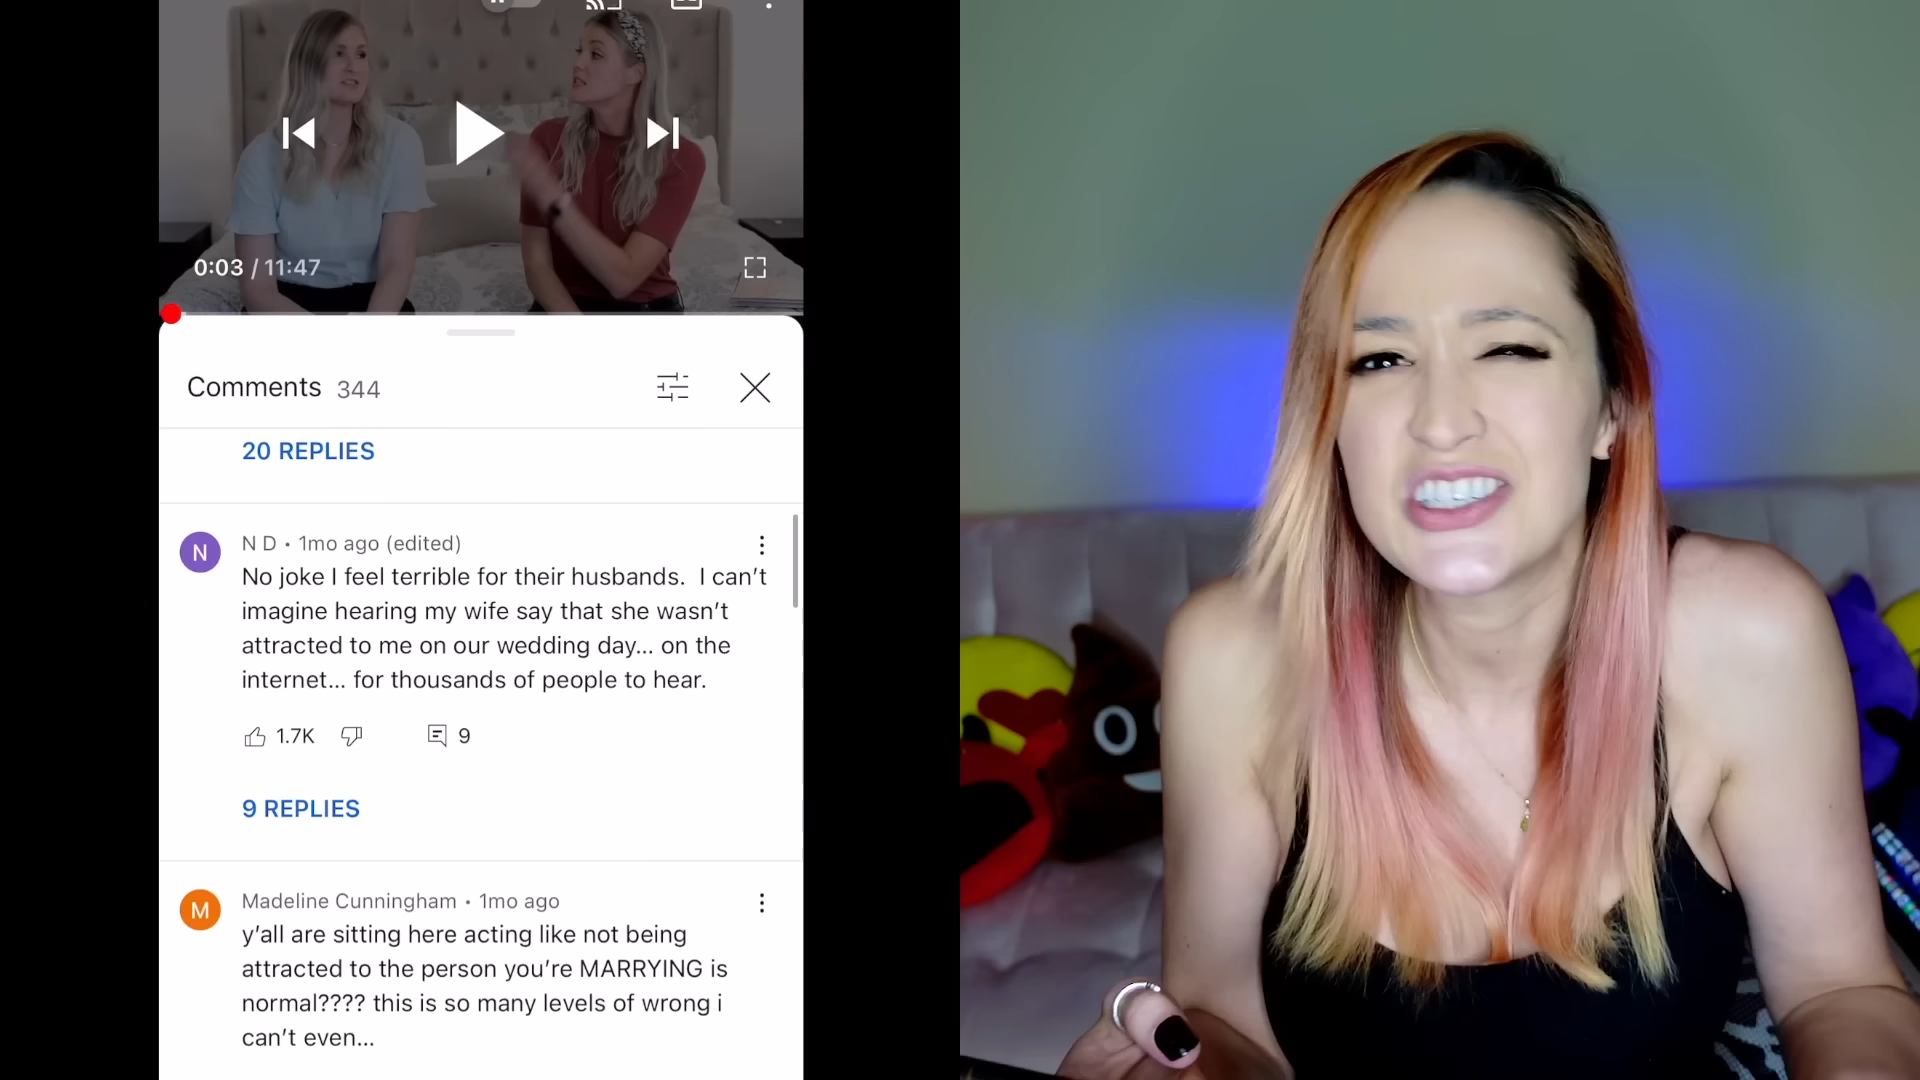 0:03 / 11:47
Comments 344
20 REPLIES
N
N D • 1mo ago (edited)
No joke I feel terrible for their husbands.  I can't
imagine hearing my wife say that she wasn't
attracted to me on our wedding day... on the
internet... for thousands of people to hear.
1.7K
9
9 REPLIES
M
Madeline Cunningham • 1mo ago
y'all are sitting here acting like not being
attracted to the person you're MARRYING is
normal???? this is so many levels of wrong i
can't even...